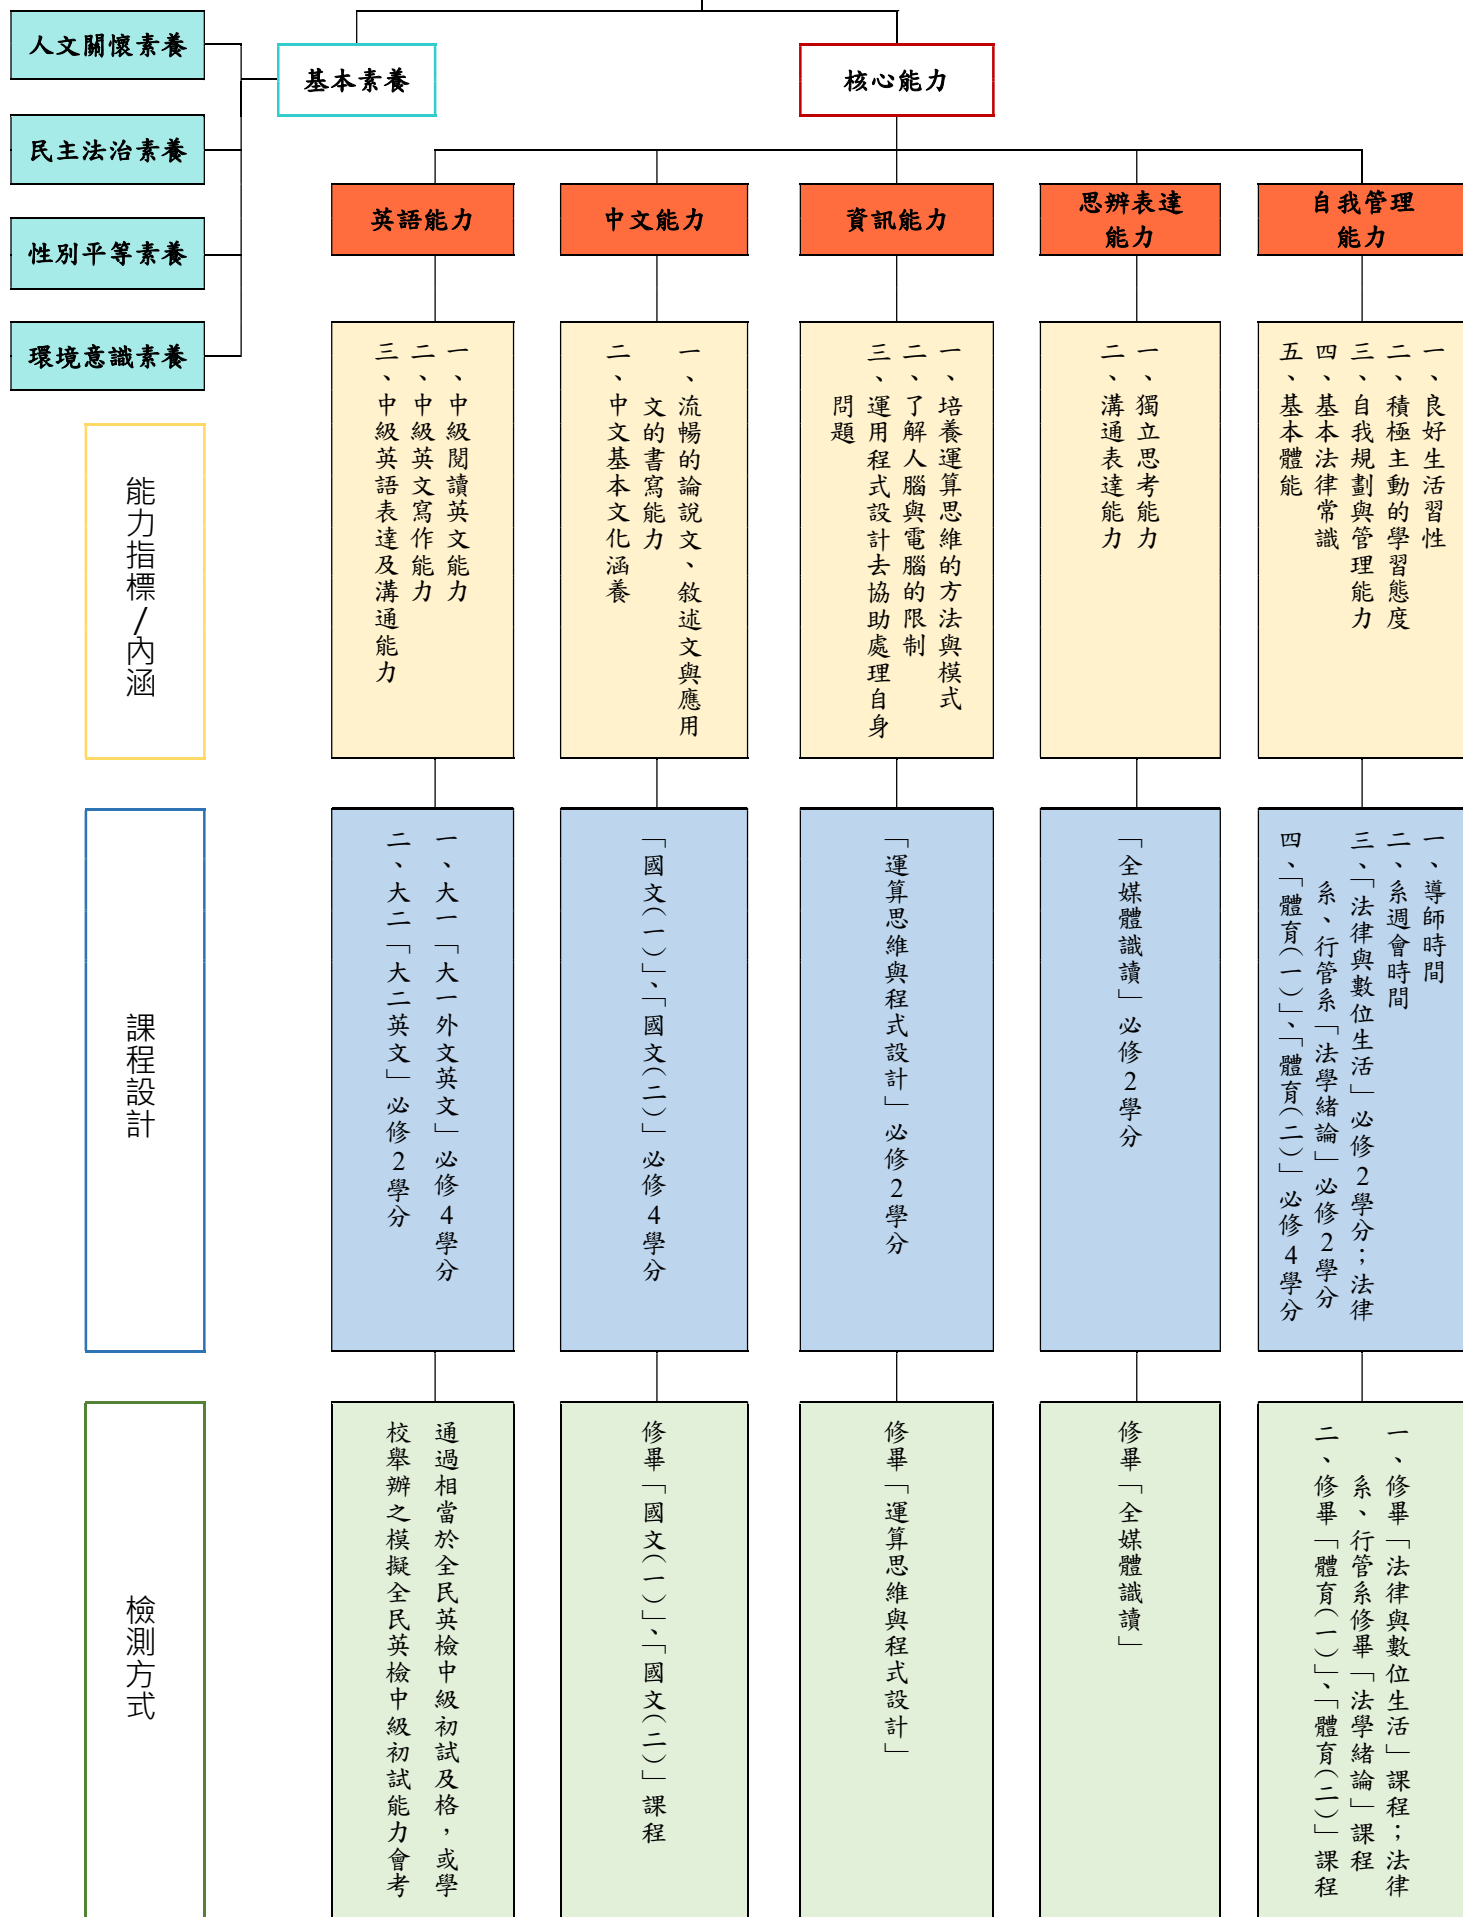 人文關懷素養
民主法治素養
性別平等素養
環境意識素養
基本素養
核心能力
英語能力
中文能力
資訊能力
思辨表達
能力
自我管理
能力
能力指標/內涵
一、中級閱讀英文能力
二、中級英文寫作能力
三、中級英語表達及溝通能力
一、流暢的論說文、敘述文與應用
文的書寫能力
二、中文基本文化涵養
一、培養運算思維的方法與模式
二、了解人腦與電腦的限制
三、運用程式設計去協助處理自身
問題
一、獨立思考能力
二、溝通表達能力
一、良好生活習性
二、積極主動的學習態度
三、自我規劃與管理能力
四、基本法律常識
五、基本體能
課程設計
一、大一「大一外文英文」必修4學分
二、大二「大二英文」必修2學分
「國文(一)」、「國文(二)」必修4學分
「運算思維與程式設計」必修2學分
「全媒體識讀」必修2學分
一、導師時間
二、系週會時間
三、「法律與數位生活」必修2學分；法律
系、行管系「法學緒論」必修2學分
四、「體育(一)」、「體育(二)」必修4學分
檢測方式
通過相當於全民英檢中級初試及格，或學
校舉辦之模擬全民英檢中級初試能力會考
修畢「國文(一)」、「國文(二)」課程
修畢「運算思維與程式設計」
修畢「全媒體識讀」
一、修畢「法律與數位生活」課程；法律
系、行管系修畢「法學緒論」課程
二、修畢「體育(一)」、「體育(二)」課程